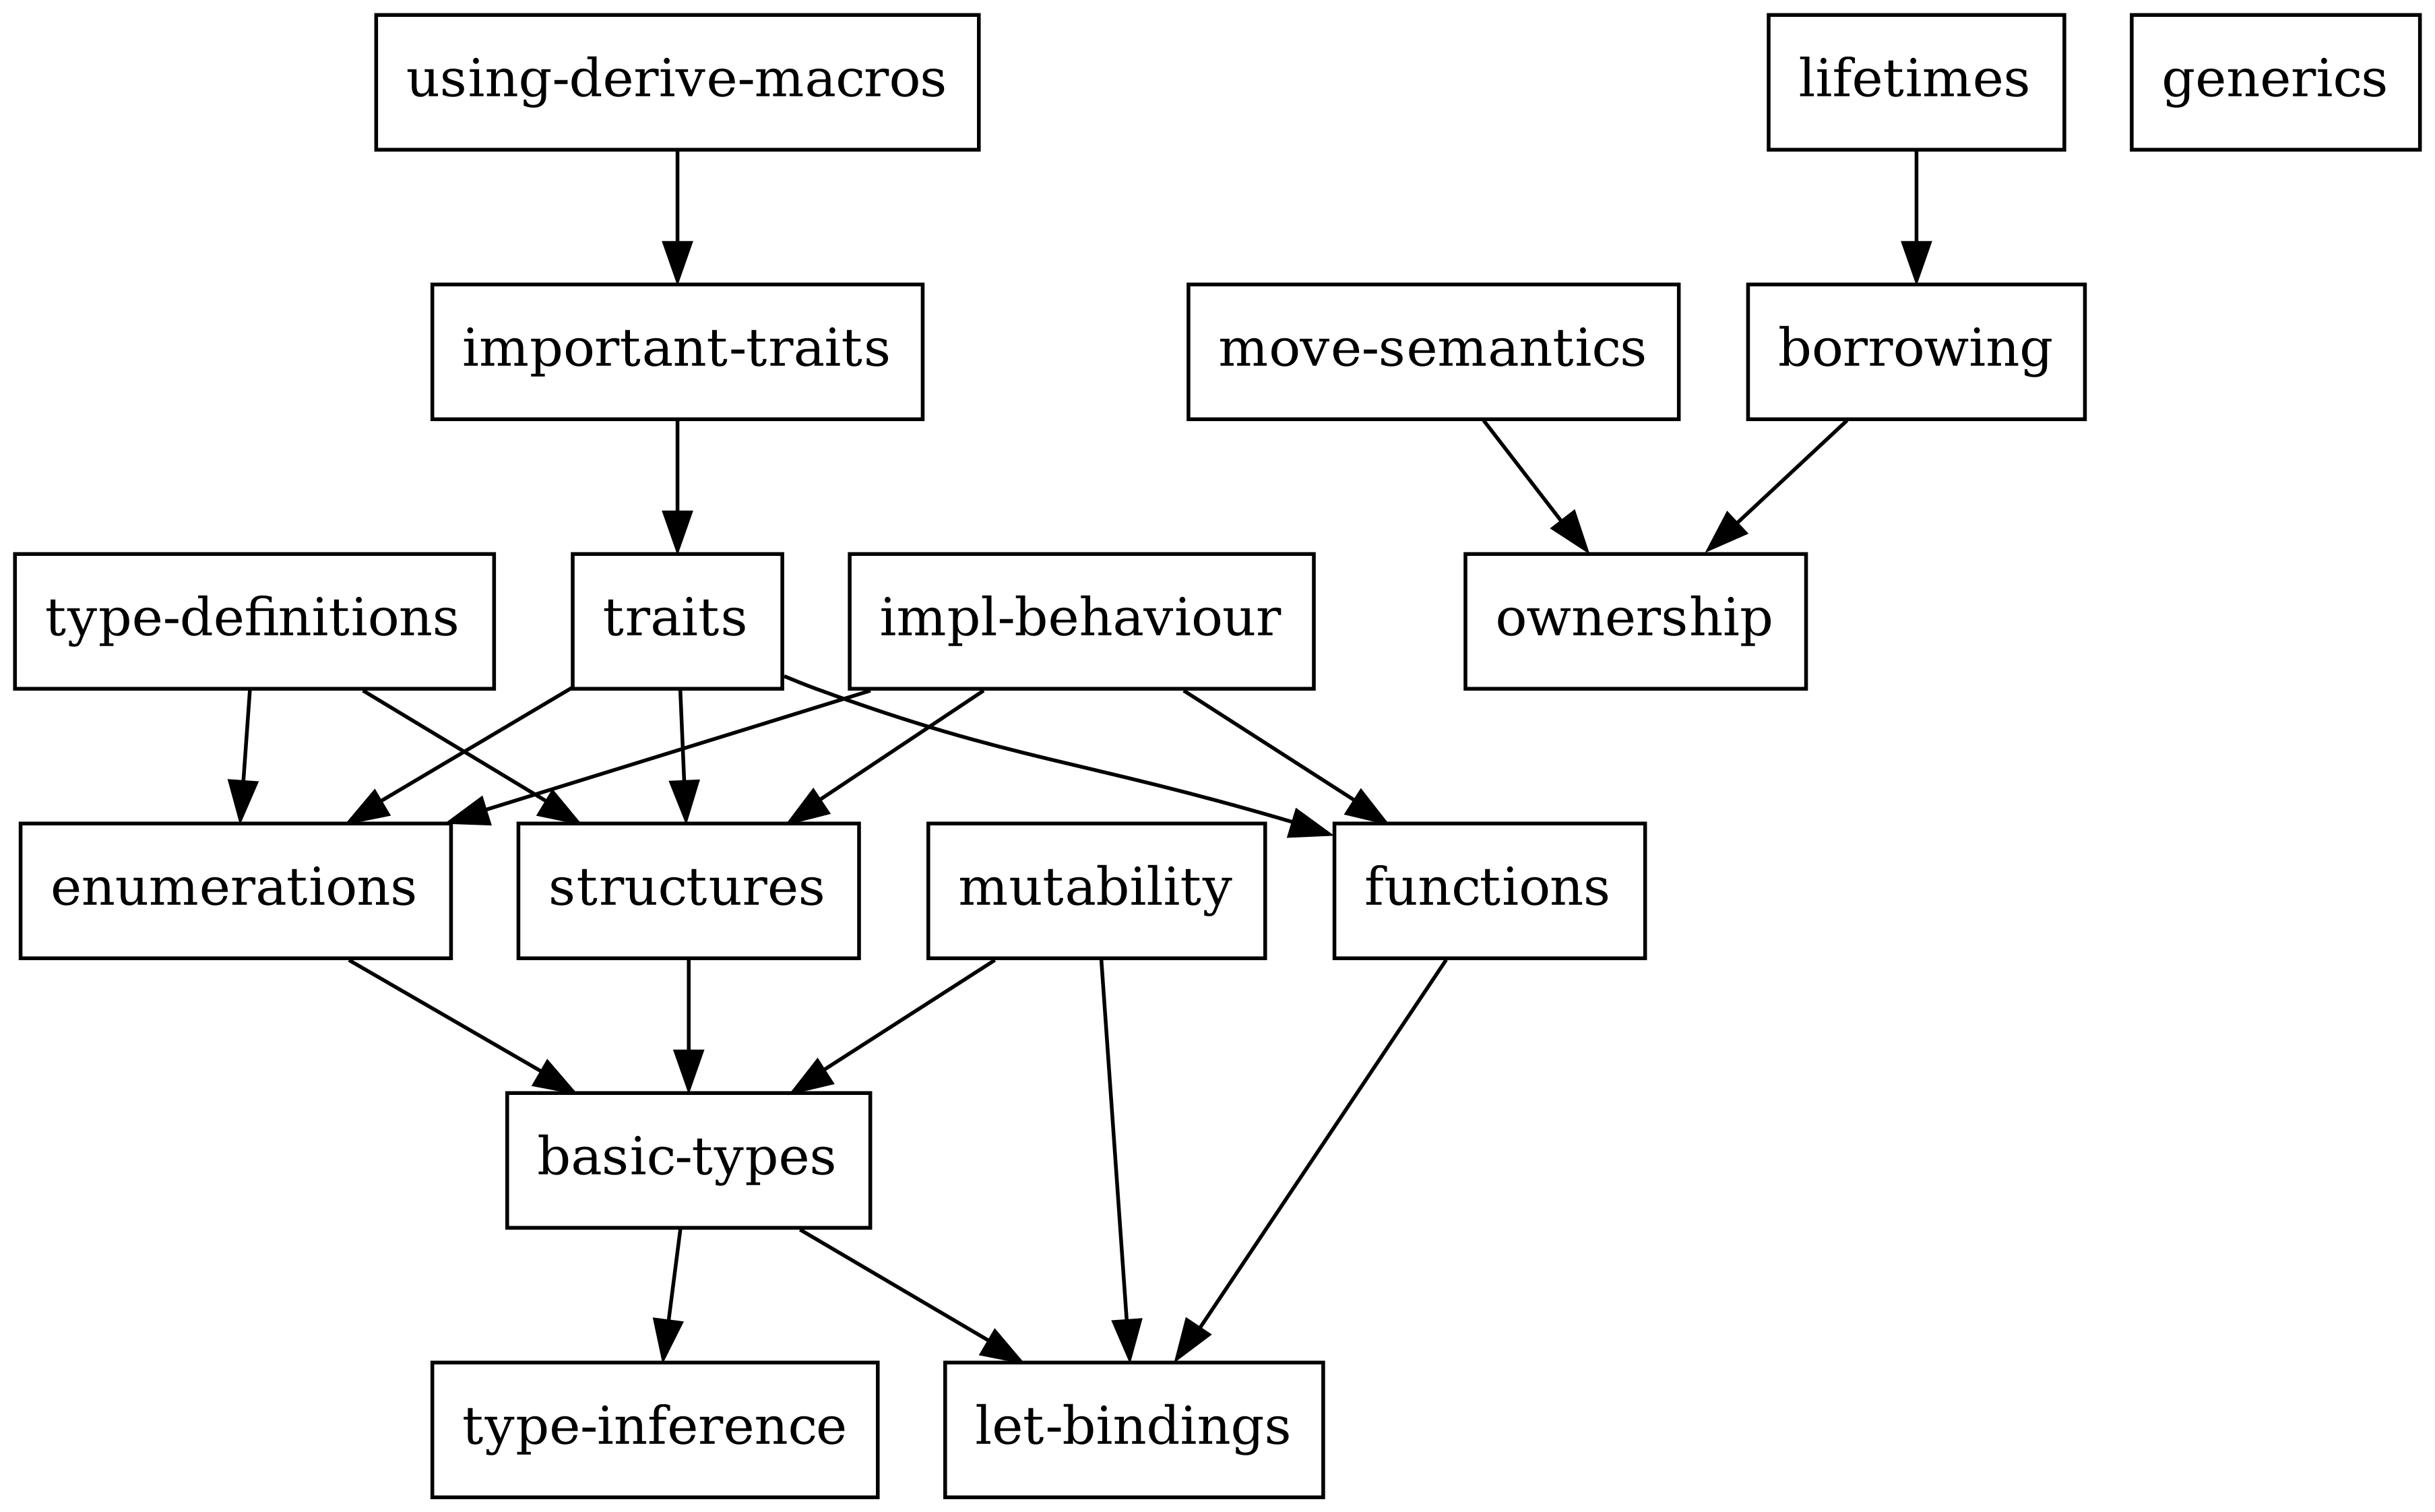 using-derive-macros
lifetimes
generics
important-traits
move-semantics
borrowing
type-definitions
traits
impl-behaviour
ownership
enumerations
structures
mutability
functions
basic-types
type-inference
let-bindings